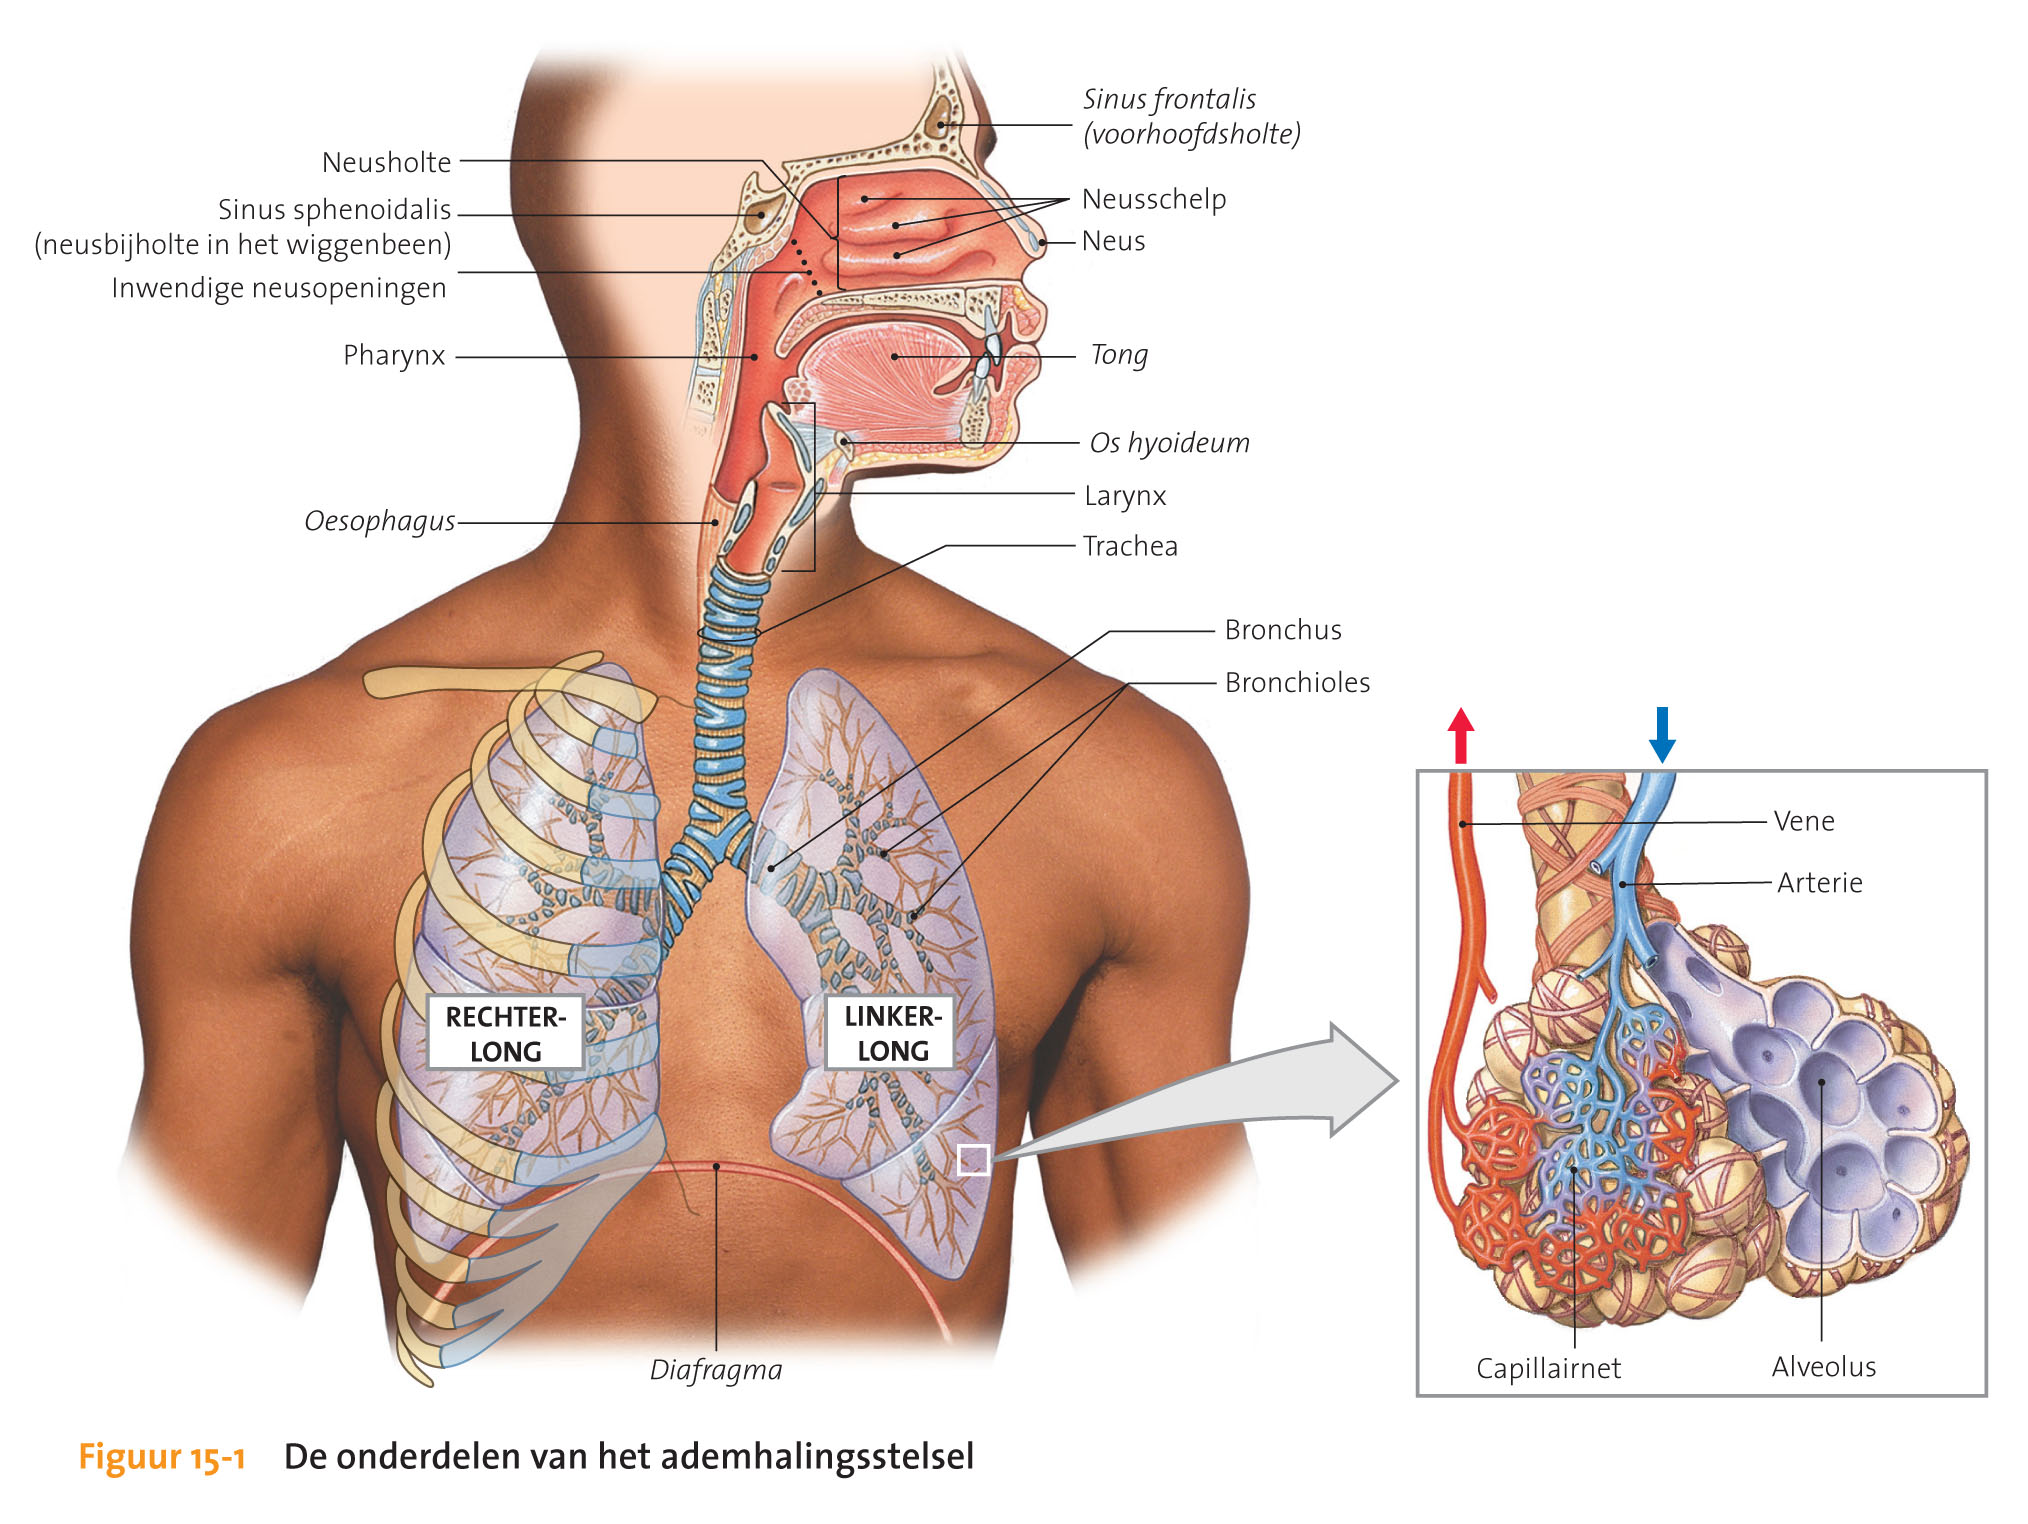 Sinus frontalis
(voorhoofdsholte)
Neusholte
Neusschelp
Sinus sphenoidalis
(neusbijholte in het wiggenbeen)
Neus
Inwendige neusopeningen
Pharynx
Tong
Os hyoideum
Larynx
Oesophagus
Trachea
Bronchus
Bronchioles
Vene
Arterie
RECHTER-
LONG
LINKER-
LONG
Diafragma
Capillairnet
Alveolus
Figuur 15-1 De onderdelen van het ademhalingsstelsel